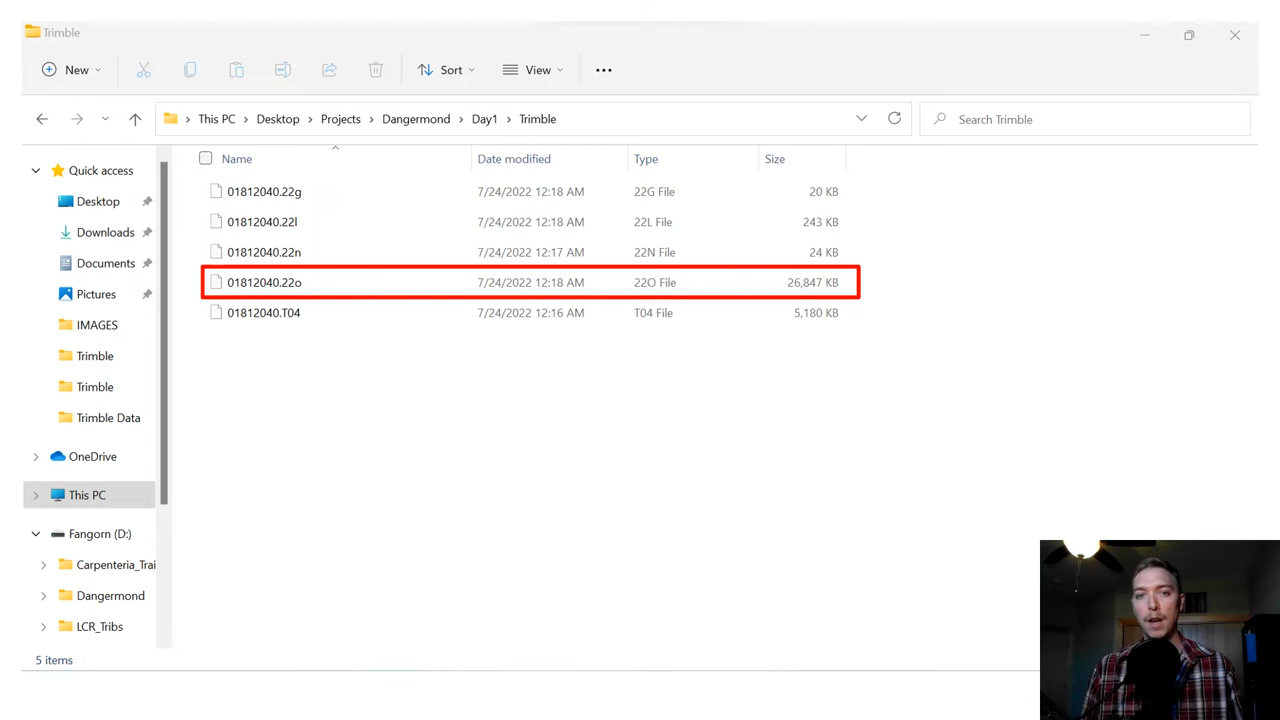 Trimble
New
Sort
View
This PC > Desktop > Projects > Dangermond > Day1 > Trimble
Search Trimble
Name Date modified Type Size
01812040.22g 7/24/2022 12:18 AM 22G File 20 KB
01812040.22l 7/24/2022 12:18 AM 22L File 243 KB
01812040.22n 7/24/2022 12:17 AM 22N File 24 KB
01812040.22o 7/24/2022 12:18 AM 22O File 26,847 KB
01812040.T04 7/24/2022 12:16 AM T04 File 5,180 KB
Quick access
Desktop
Downloads
Documents
Pictures
IMAGES
Trimble
Trimble
Trimble Data
OneDrive
This PC
Fangorn (D:)
Carpenteria_Trai
Dangermond
LCR_Tribs
5 items